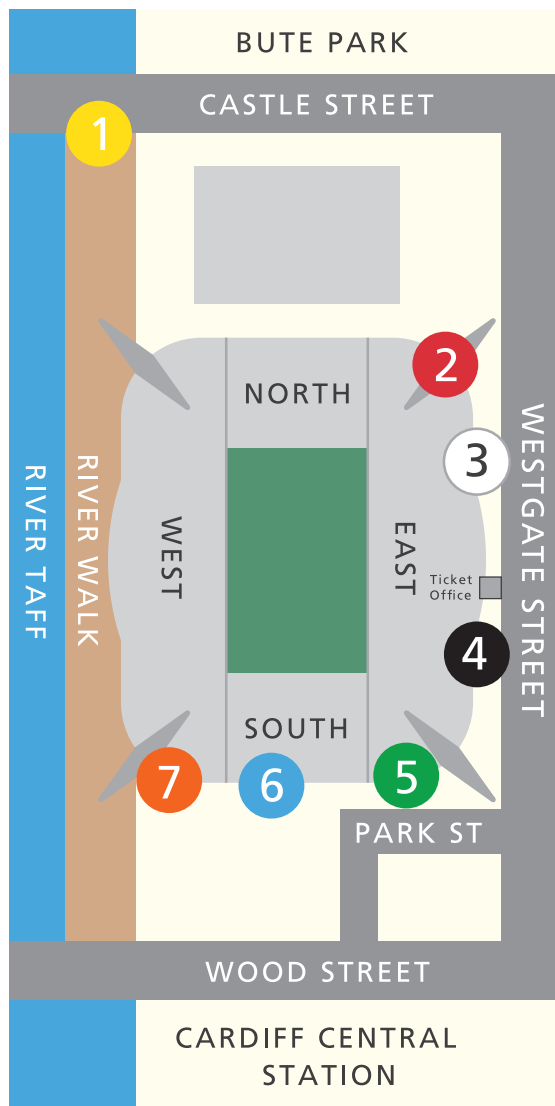 BUTE PARK
CASTLE STREET
1
2
NORTH
3
WESTGATE STREET
RIVER TAFF
RIVER WALK
WEST
EAST
Ticket
Office
4
SOUTH
7
6
5
PARK ST
WOOD STREET
CARDIFF CENTRAL
STATION